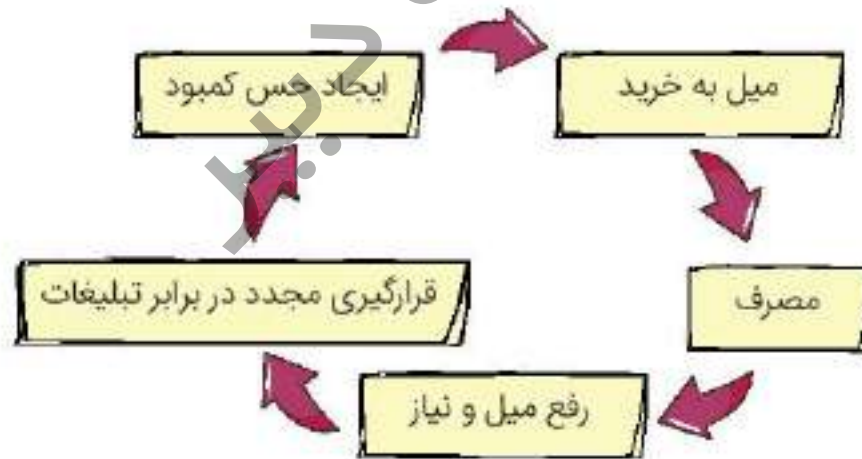 ایجاد حس کمبود
میل به خرید
مصرف
رفع میل و نیاز
قرارگیری مجدد در برابر تبلیغات